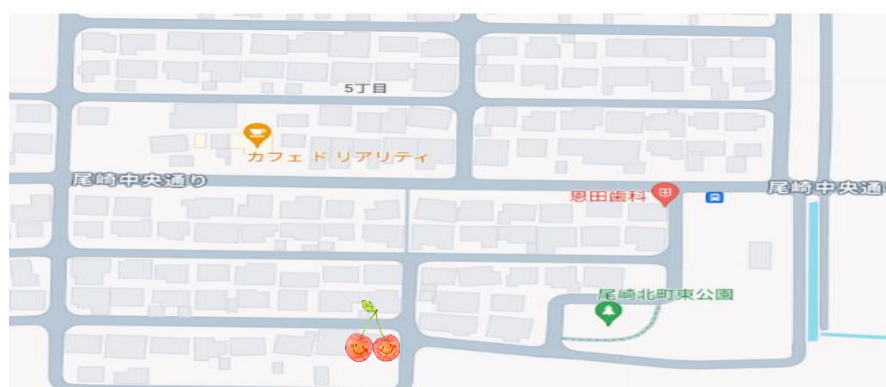 5丁目
カフェ ド リアリティ
尾崎中央通り
尾崎中央通り
恩田歯科
尾崎北町東公園